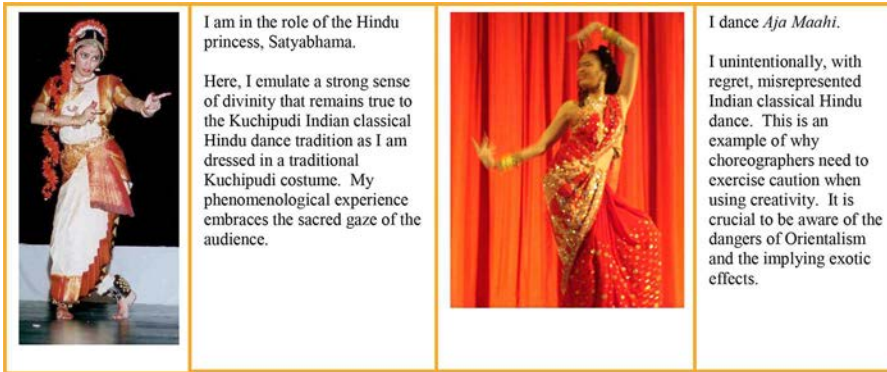 I am in the role of the Hindu
princess, Satyabhama.
Here, I emulate a strong sense
of divinity that remains true to
the Kuchipudi Indian classical
Hindu dance tradition as I am
dressed in a traditional
Kuchipudi costume.  My
phenomenological experience
embraces the sacred gaze of the
audience.
I dance Aja Maahi.
I unintentionally, with
regret, misrepresented
Indian classical Hindu
dance.  This is an
example of why
choreographers need to
exercise caution when
using creativity.  It is
crucial to be aware of the
dangers of Orientalism
and the implying exotic
effects.